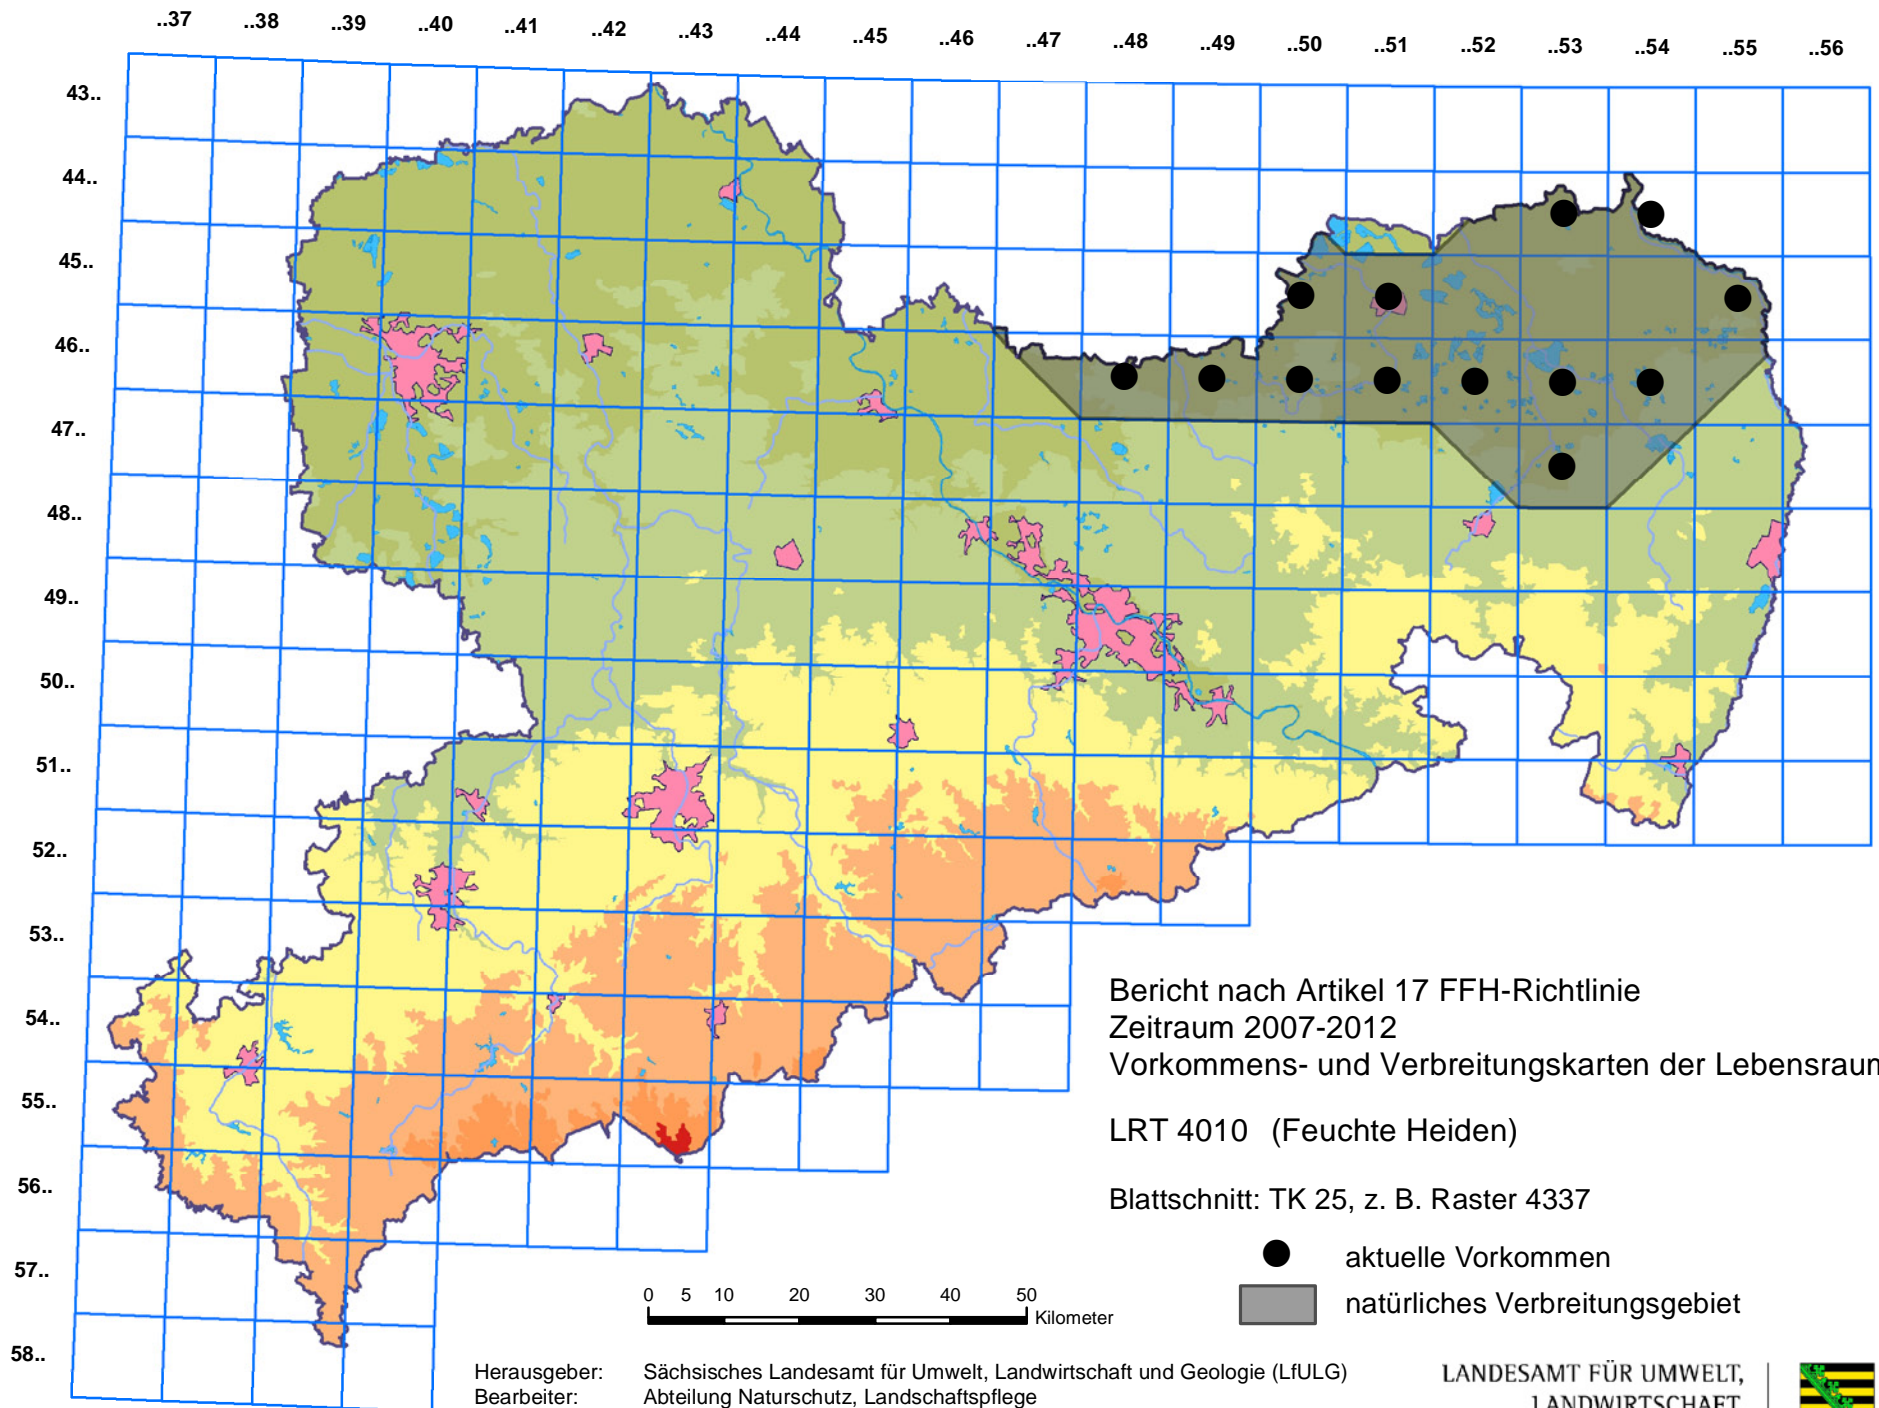 ..37 ..38 ..39 ..40 ..41 ..42 ..43 ..44 ..45 ..46 ..47 ..48 ..49 ..50 ..51 ..52 ..53 ..54 ..55 ..56
43..
44..
45..
46..
47..
48..
49..
50..
51..
52..
53..
54..
55..
56..
57..
58..
Bericht nach Artikel 17 FFH-Richtlinie
Zeitraum 2007-2012
Vorkommens- und Verbreitungskarten der Lebensraum
LRT 4010 (Feuchte Heiden)
Blattschnitt: TK 25, z. B. Raster 4337
aktuelle Vorkommen
natürliches Verbreitungsgebiet
0 5 10 20 30 40 50
Kilometer
Herausgeber: Sächsisches Landesamt für Umwelt, Landwirtschaft und Geologie (LfULG)
Bearbeiter: Abteilung Naturschutz, Landschaftspflege
LANDESAMT FÜR UMWELT,
LANDWIRTSCHAFT